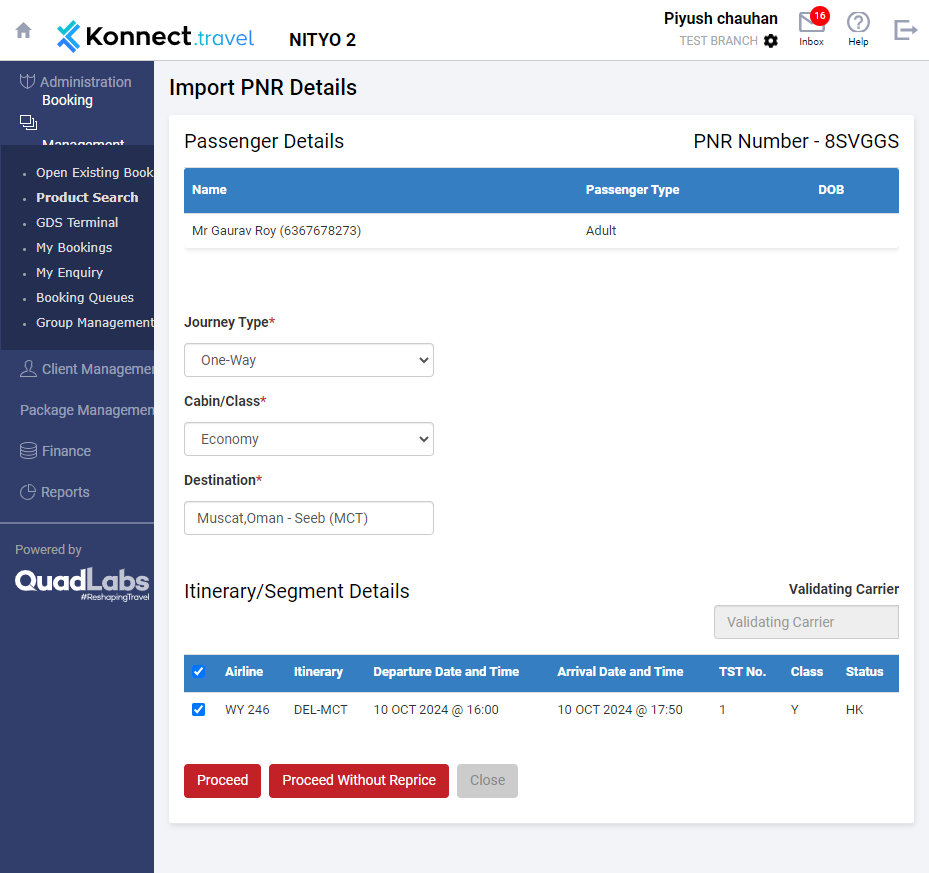 Konnect.travel
NITYO 2
Piyush chauhan
TEST BRANCH
16
Inbox
Help
Administration
Booking
Management
Open Existing Book
Product Search
GDS Terminal
My Bookings
My Enquiry
Booking Queues
Group Management
Client Managemen
Package Managemen
Finance
Reports
Powered by
QuadLabs
#ReshapingTravel
Import PNR Details
Passenger Details
PNR Number - 8SVGGS
Name Passenger Type DOB
Mr Gaurav Roy (6367678273) Adult
Journey Type*
One-Way
Cabin/Class*
Economy
Destination*
Muscat,Oman - Seeb (MCT)
Itinerary/Segment Details
Validating Carrier
Validating Carrier
Airline Itinerary Departure Date and Time Arrival Date and Time TST No. Class Status
WY 246 DEL-MCT 10 OCT 2024 @ 16:00 10 OCT 2024 @ 17:50 1 Y HK
Proceed
Proceed Without Reprice
Close